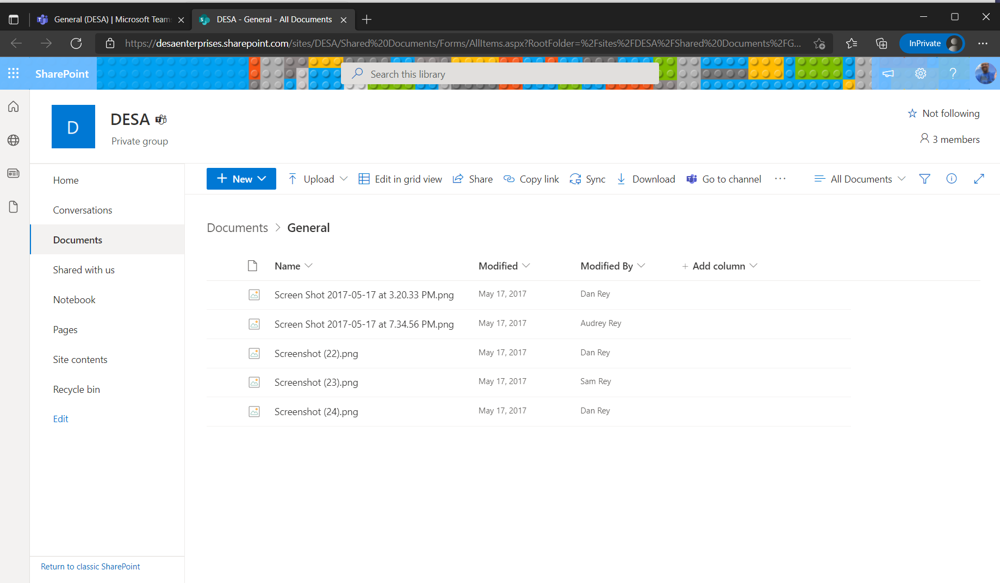 General (DESA) | Microsoft Teams
DESA - General - All Documents
https://desaenterprises.sharepoint.com/sites/DESA/Shared%20Documents/Forms/AllItems.aspx?RootFolder=%2Fsites%2FDESA%2FShared%20Documents%2FG...
InPrivate
SharePoint
Search this library
D
DESA
Private group
Not following
3 members
Home
Conversations
Documents
Shared with us
Notebook
Pages
Site contents
Recycle bin
Edit
Return to classic SharePoint
New Upload Edit in grid view Share Copy link Sync Download Go to channel ··· All Documents
Documents > General
Name Modified Modified By + Add column
Screen Shot 2017-05-17 at 3.20.33 PM.png May 17, 2017 Dan Rey
Screen Shot 2017-05-17 at 7.34.56 PM.png May 17, 2017 Audrey Rey
Screenshot (22).png May 17, 2017 Dan Rey
Screenshot (23).png May 17, 2017 Sam Rey
Screenshot (24).png May 17, 2017 Dan Rey